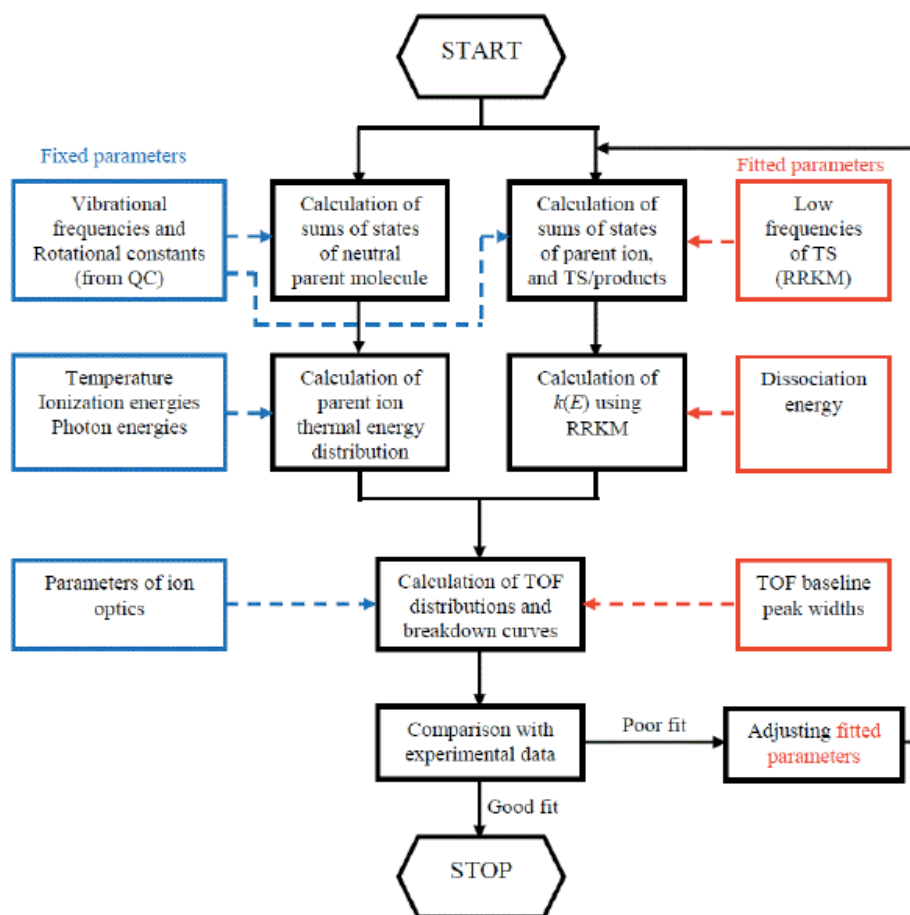 START
Fixed parameters
Fitted parameters
Vibrational
frequencies and
Rotational constants
(from QC)
Calculation of
sums of states
of neutral
parent molecule
Calculation of
sums of states
of parent ion,
and TS/products
Low
frequencies
of TS
(RRKM)
Temperature
Ionization energies
Photon energies
Calculation of
parent ion
thermal energy
distribution
Calculation of
k(E) using
RRKM
Dissociation
energy
Parameters of ion
optics
Calculation of TOF
distributions and
breakdown curves
TOF baseline
peak widths
Comparison with
experimental data
Poor fit
Adjusting fitted
parameters
Good fit
STOP